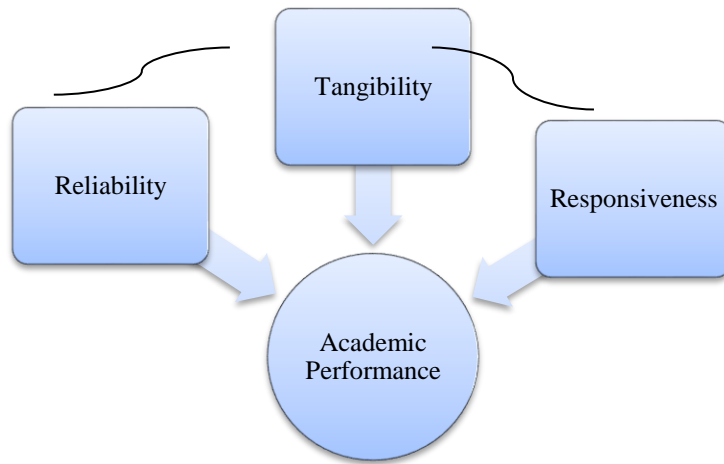 Tangibility
Reliability
Responsiveness
Academic
Performance